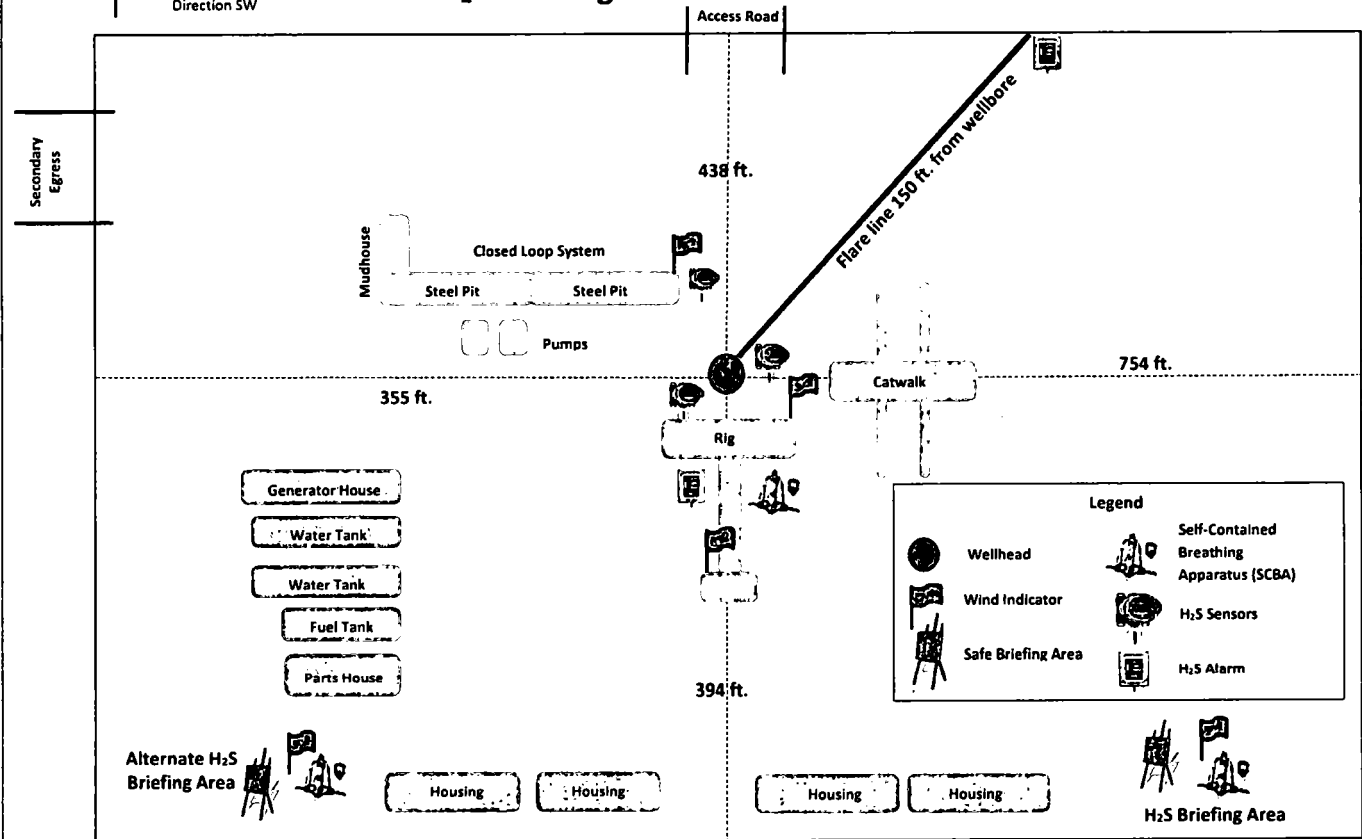 Direction SW
Access Road
Secondary
Egress
438 ft.
Flare line 150 ft. from wellbore
Mudhouse
Closed Loop System
Steel Pit
Steel Pit
Pumps
754 ft.
355 ft.
Catwalk
Rig
Generator House
Water Tank
Water Tank
Fuel Tank
Parts House
Legend
Wellhead
Wind Indicator
Safe Briefing Area
Self-Contained
Breathing
Apparatus (SCBA)
H₂S Sensors
H₂S Alarm
394 ft.
Alternate H₂S
Briefing Area
Housing
Housing
Housing
Housing
H₂S Briefing Area